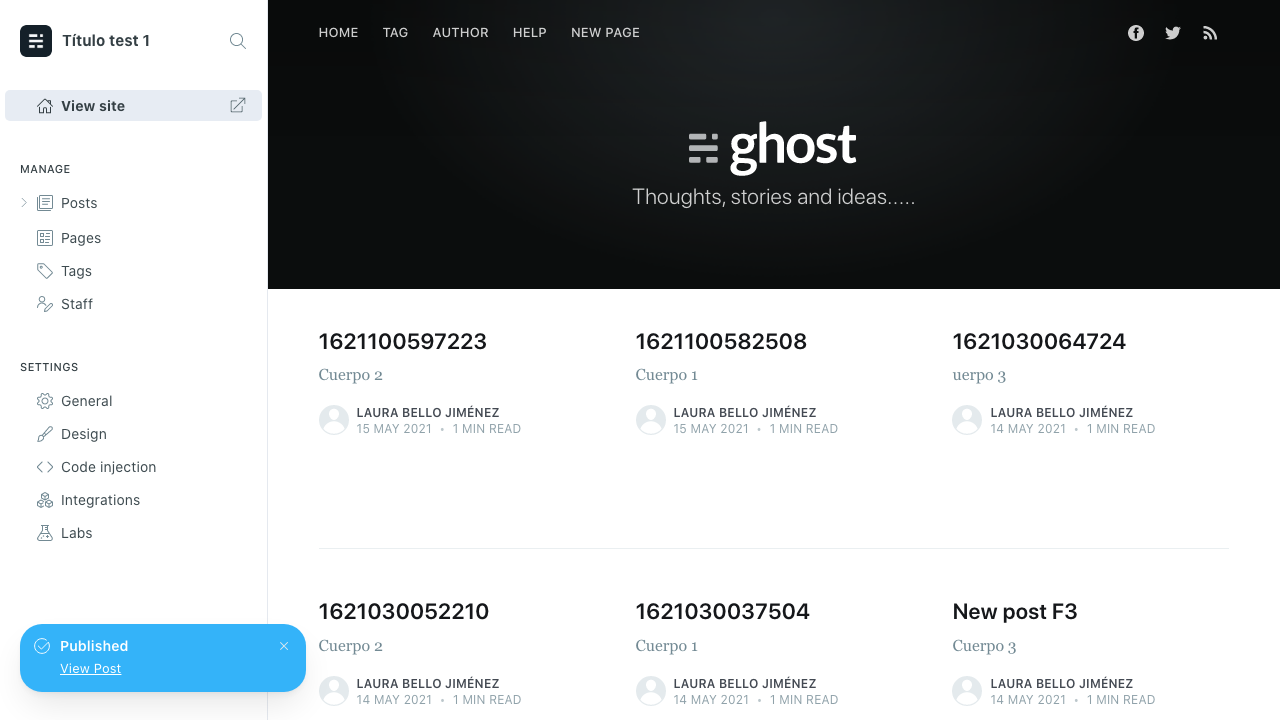 Título test 1
View site
MANAGE
Posts
Pages
Tags
Staff
SETTINGS
General
Design
Code injection
Integrations
Labs
Published
View Post
HOME TAG AUTHOR HELP NEW PAGE
ghost
Thoughts, stories and ideas.....
1621100597223
Cuerpo 2
LAURA BELLO JIMÉNEZ
15 MAY 2021 • 1 MIN READ
1621100582508
Cuerpo 1
LAURA BELLO JIMÉNEZ
15 MAY 2021 • 1 MIN READ
1621030064724
uerpo 3
LAURA BELLO JIMÉNEZ
14 MAY 2021 • 1 MIN READ
1621030052210
Cuerpo 2
LAURA BELLO JIMÉNEZ
14 MAY 2021 • 1 MIN READ
1621030037504
Cuerpo 1
LAURA BELLO JIMÉNEZ
14 MAY 2021 • 1 MIN READ
New post F3
Cuerpo 3
LAURA BELLO JIMÉNEZ
14 MAY 2021 • 1 MIN READ